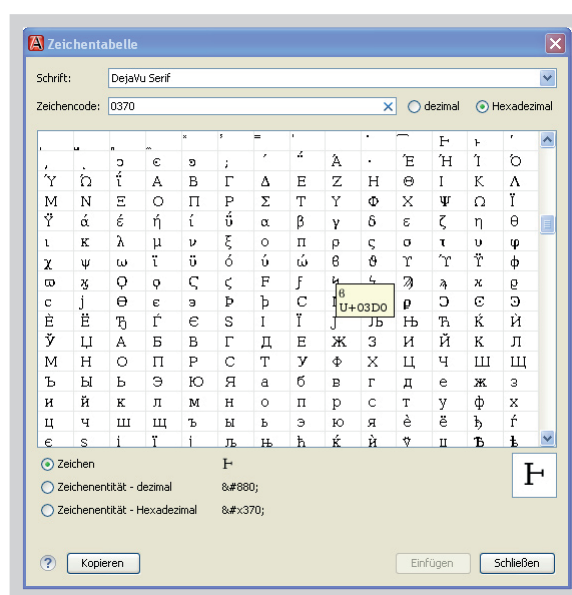 Zeichentabelle
Schrift: DejaVu Serif
Zeichencode: 0370 dezimal Hexadezimal
Ͱ ͱ ʹ
͵ ͺ ͻ ͼ ͽ ; ΄ ΅ Ά · Έ Ή Ί Ό
Ύ Ώ ΐ Α Β Γ Δ Ε Ζ Η Θ Ι Κ Λ
Μ Ν Ξ Ο Π Ρ Σ Τ Υ Φ Χ Ψ Ω Ϊ
Ϋ ά έ ή ί ΰ α β γ δ ε ζ η θ
ι κ λ μ ν ξ ο π ρ ς σ τ υ φ
χ ψ ω ϊ ϋ ό ύ ώ ϐ ϑ ϒ ϓ ϔ ϕ
ϖ ϗ Ϙ ϙ Ϛ ϛ Ϝ ϝ Ϟ ϟ Ϡ ϡ ϰ ϱ
ϐ
U+03D0
ϲ ϳ ϴ ϵ Ϸ ϸ Ϲ ϼ Ͻ Ͼ Ͽ
Ѐ Ё Ђ Ѓ Є Ѕ І Ї Ј Љ Њ Ћ Ќ Ѝ
Ў Џ А Б В Г Д Е Ж З И Й К Л
М Н О П Р С Т У Ф Х Ц Ч Ш Щ
Ъ Ы Ь Э Ю Я а б в г д е ж з
и й к л м н о п р с т у ф х
ц ч ш щ ъ ы ь э ю я ѐ ё ђ ѓ
є ѕ і ї ј љ њ ћ ќ ѝ ў џ Ѣ ѣ
Zeichen Ͱ
Ͱ
Zeichenentität - dezimal &#880;
Zeichenentität - Hexadezimal &#x370;
? Kopieren Einfügen Schließen